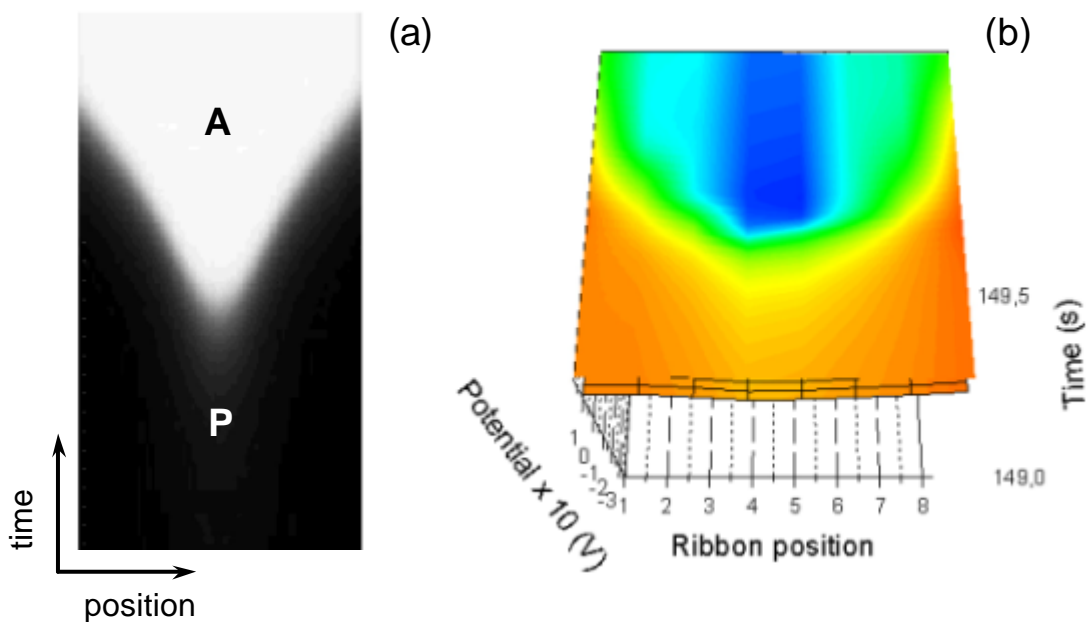 (a)
A
P
time
position
(b)
149,5
Time (s)
149,0
Potential x 10 (V)
1
0
-1
-2
-3
1 2 3 4 5 6 7 8
Ribbon position